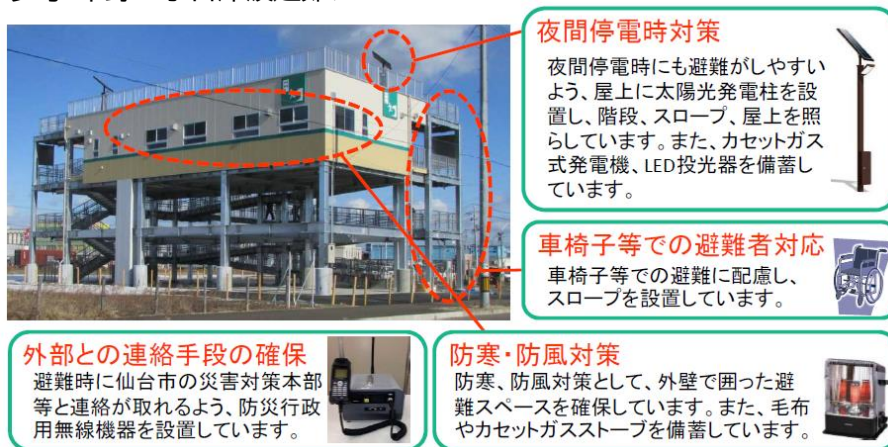 夜間停電時対策
夜間停電時にも避難がしやすい
よう、屋上に太陽光発電柱を設
置し、階段、スロープ、屋上を照
らしています。また、カセットガス
式発電機、LED投光器を備蓄し
ています。
車椅子等での避難者対応
車椅子等での避難に配慮し、
スロープを設置しています。
外部との連絡手段の確保
避難時に仙台市の災害対策本部
等と連絡が取れるよう、防災行政
用無線機器を設置しています。
防寒・防風対策
防寒、防風対策として、外壁で囲った避
難スペースを確保しています。また、毛布
やカセットガスストーブを備蓄しています。